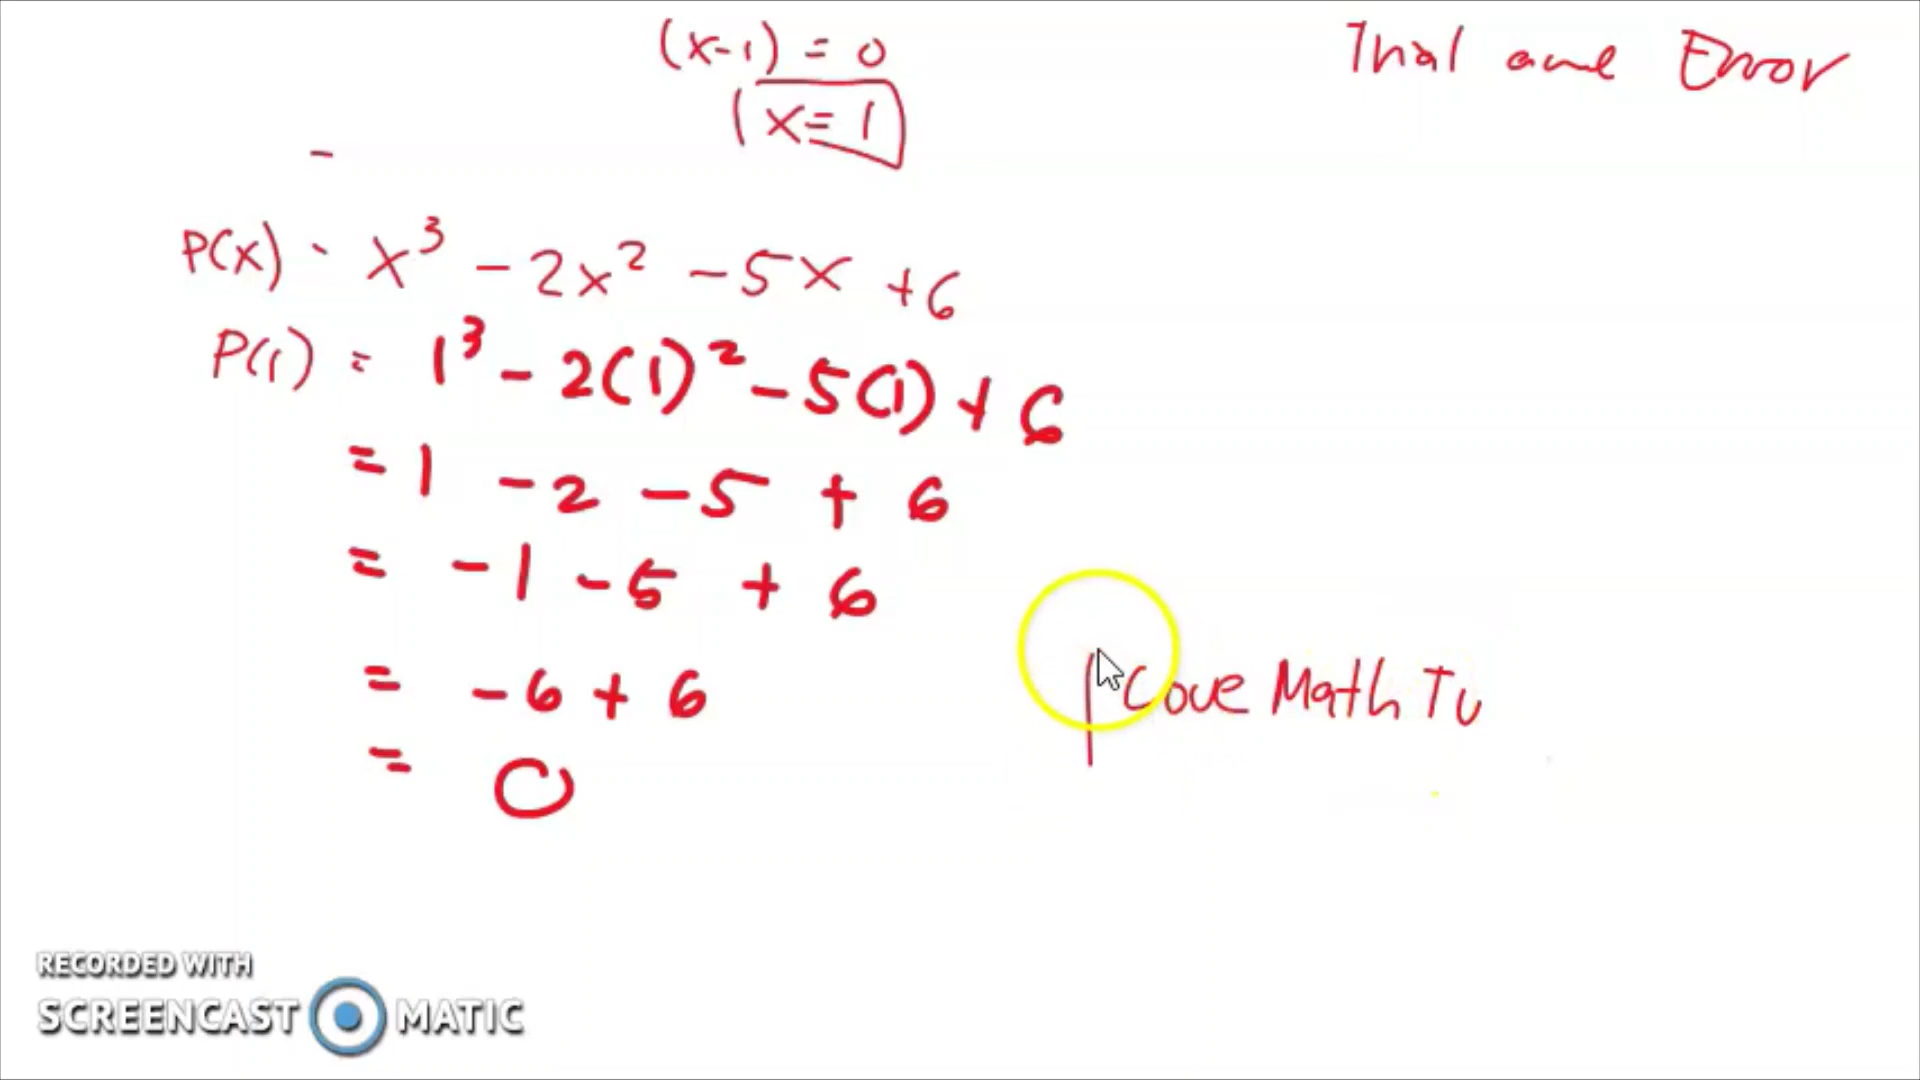 (x-1) = 0
Trial and Error
x = 1
-
P(x) - x³ - 2x² - 5x + 6
P(1) = 1³ - 2(1)² - 5(1) + 6
= 1 - 2 - 5 + 6
= -1 - 5 + 6
= -6 + 6
Cove Math Tu
= 0
RECORDED WITH
SCREENCAST MATIC